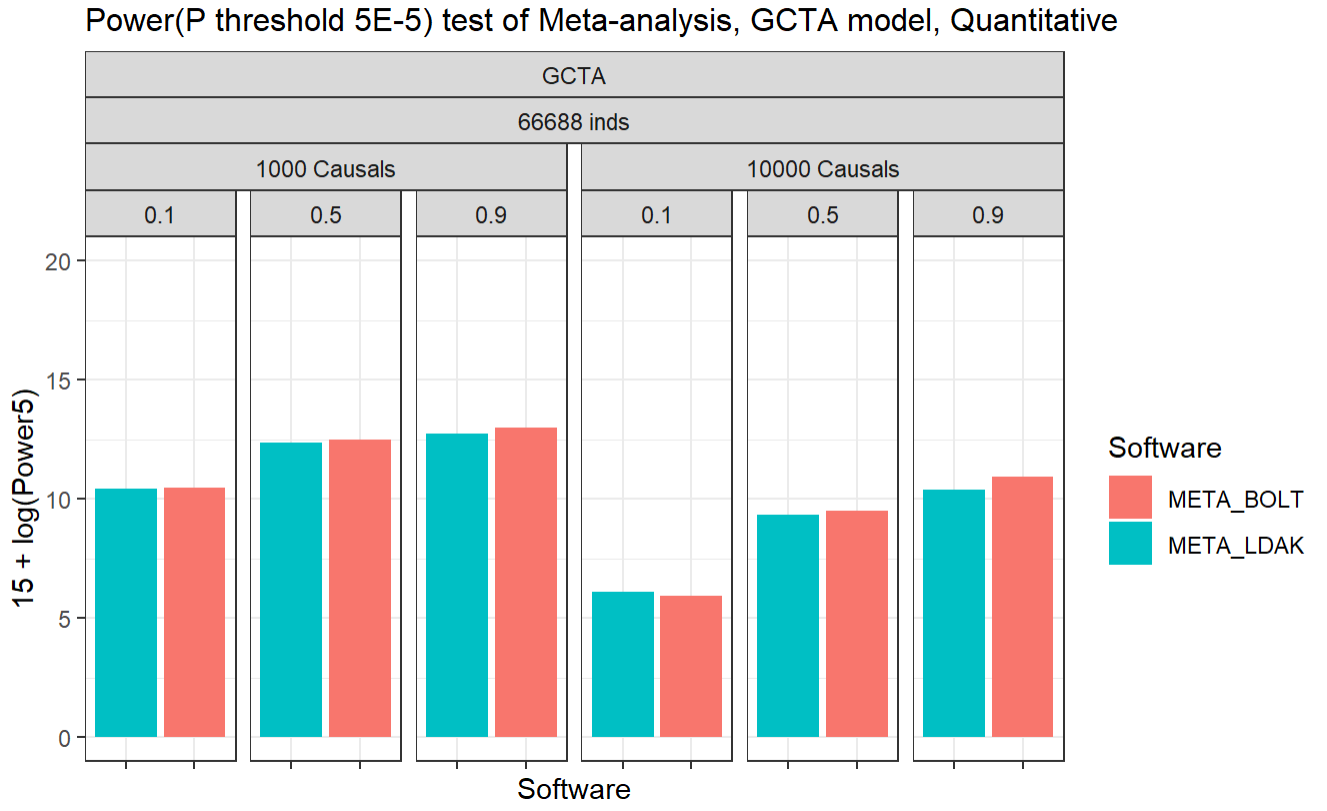 Power(P threshold 5E-5) test of Meta-analysis, GCTA model, Quantitative
GCTA
66688 inds
1000 Causals
10000 Causals
0.1
0.5
0.9
0.1
0.5
0.9
20
15
10
5
0
15 + log(Power5)
Software
Software
META_BOLT
META_LDAK